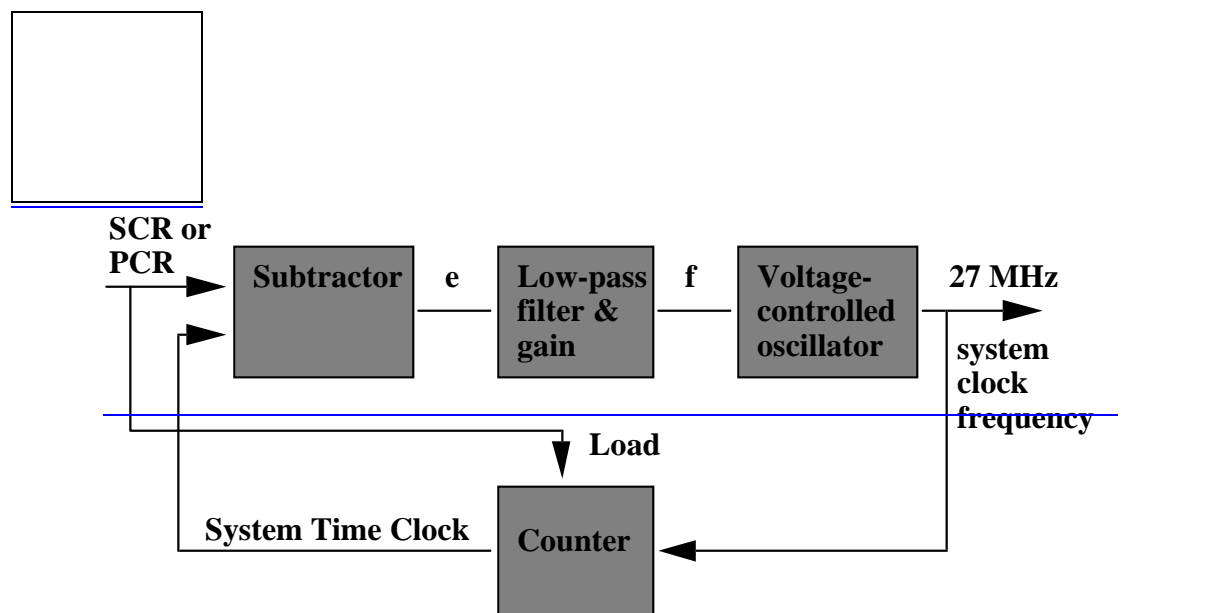 SCR or
PCR
Subtractor
e
Low-pass
filter &
gain
f
Voltage-
controlled
oscillator
27 MHz
system
clock
frequency
Load
System Time Clock
Counter